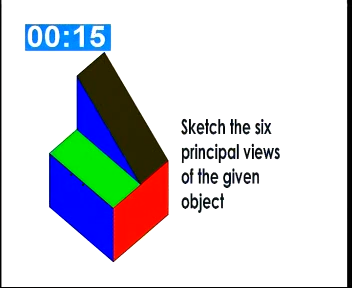 00:15
Sketch the six
principal views
of the given
object